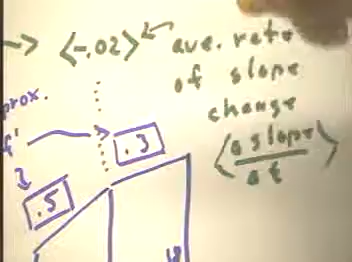 → <-.02> ← ave. rate
of slope
change
prox.
f' → .3
<Δ slope / Δt>
.5